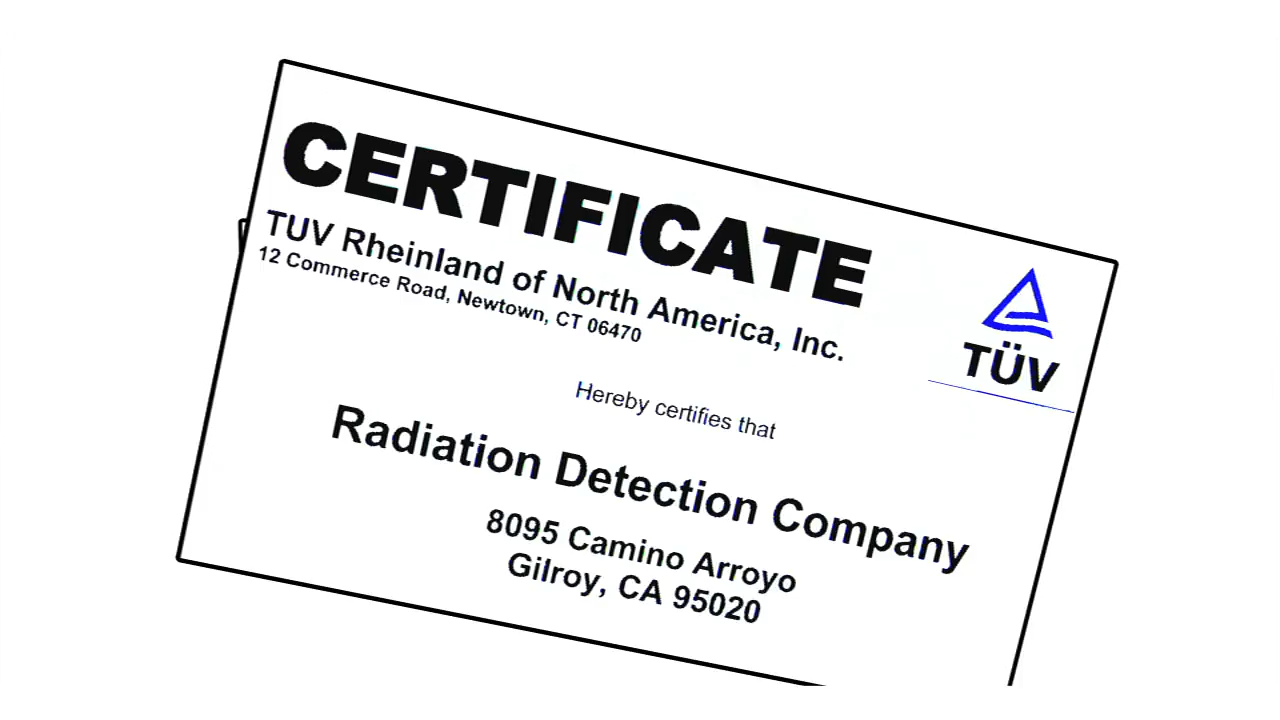 CERTIFICATE
TUV Rheinland of North America, Inc.
12 Commerce Road, Newtown, CT 06470
TÜV
Hereby certifies that
Radiation Detection Company
8095 Camino Arroyo
Gilroy, CA 95020